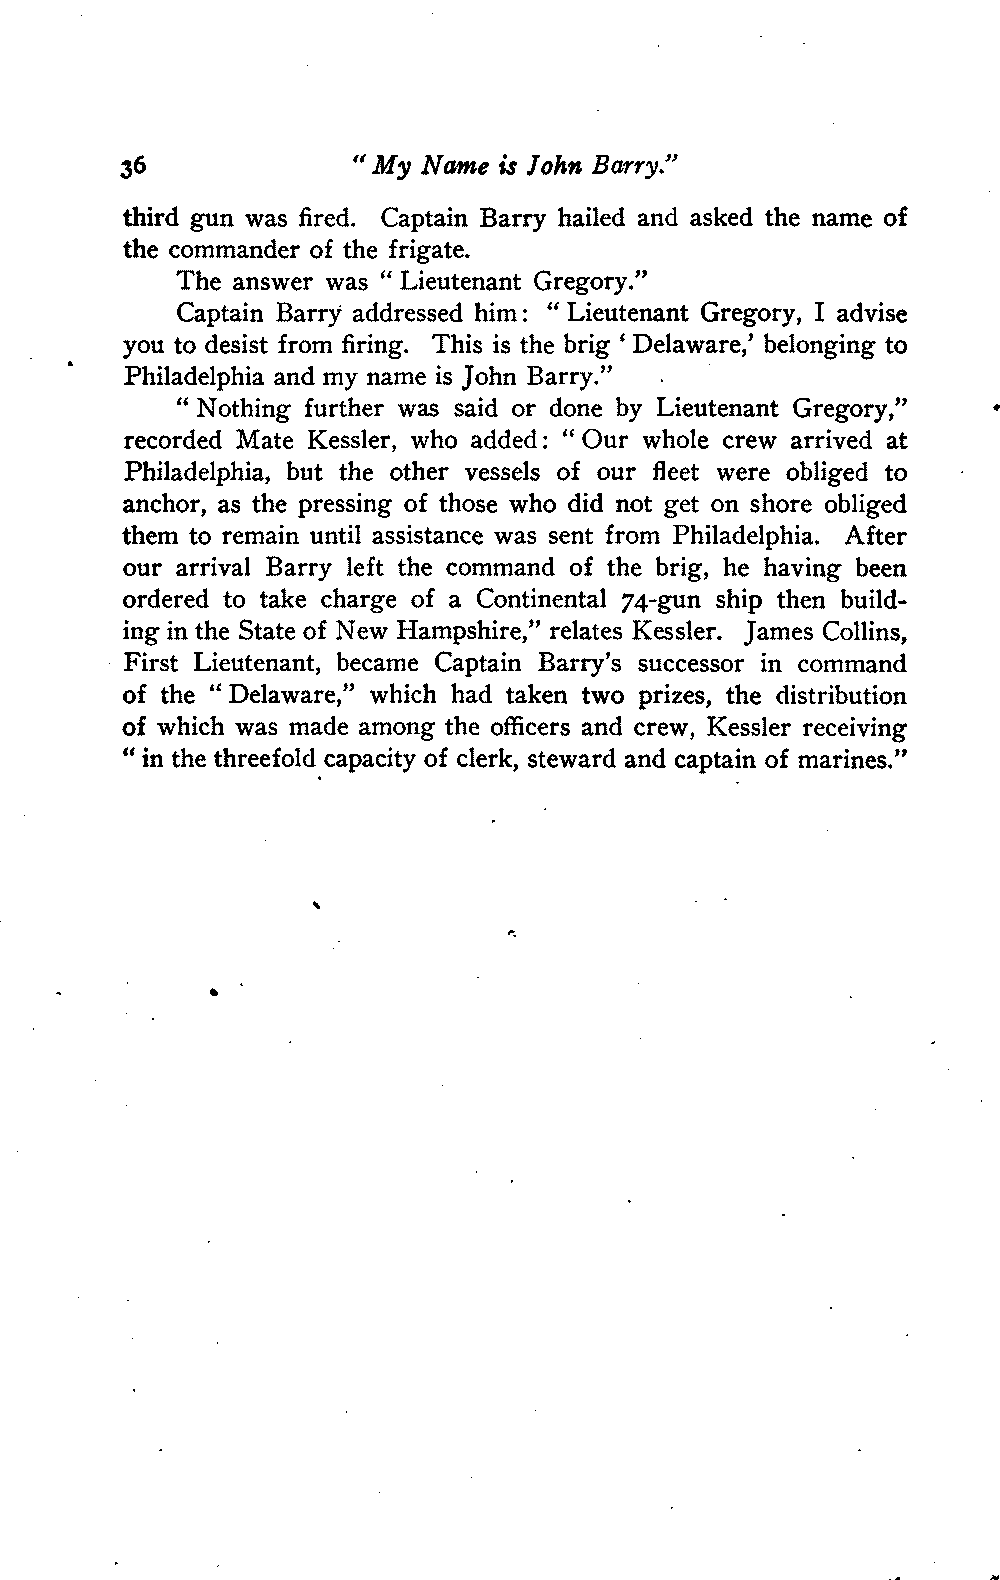 36 "My Name is John Barry."
third gun was fired. Captain Barry hailed and asked the name of
the commander of the frigate.
The answer was "Lieutenant Gregory."
Captain Barry addressed him: "Lieutenant Gregory, I advise
you to desist from firing. This is the brig 'Delaware,' belonging to
Philadelphia and my name is John Barry."
"Nothing further was said or done by Lieutenant Gregory,"
recorded Mate Kessler, who added: "Our whole crew arrived at
Philadelphia, but the other vessels of our fleet were obliged to
anchor, as the pressing of those who did not get on shore obliged
them to remain until assistance was sent from Philadelphia. After
our arrival Barry left the command of the brig, he having been
ordered to take charge of a Continental 74-gun ship then build-
ing in the State of New Hampshire," relates Kessler. James Collins,
First Lieutenant, became Captain Barry's successor in command
of the "Delaware," which had taken two prizes, the distribution
of which was made among the officers and crew, Kessler receiving
"in the threefold capacity of clerk, steward and captain of marines."